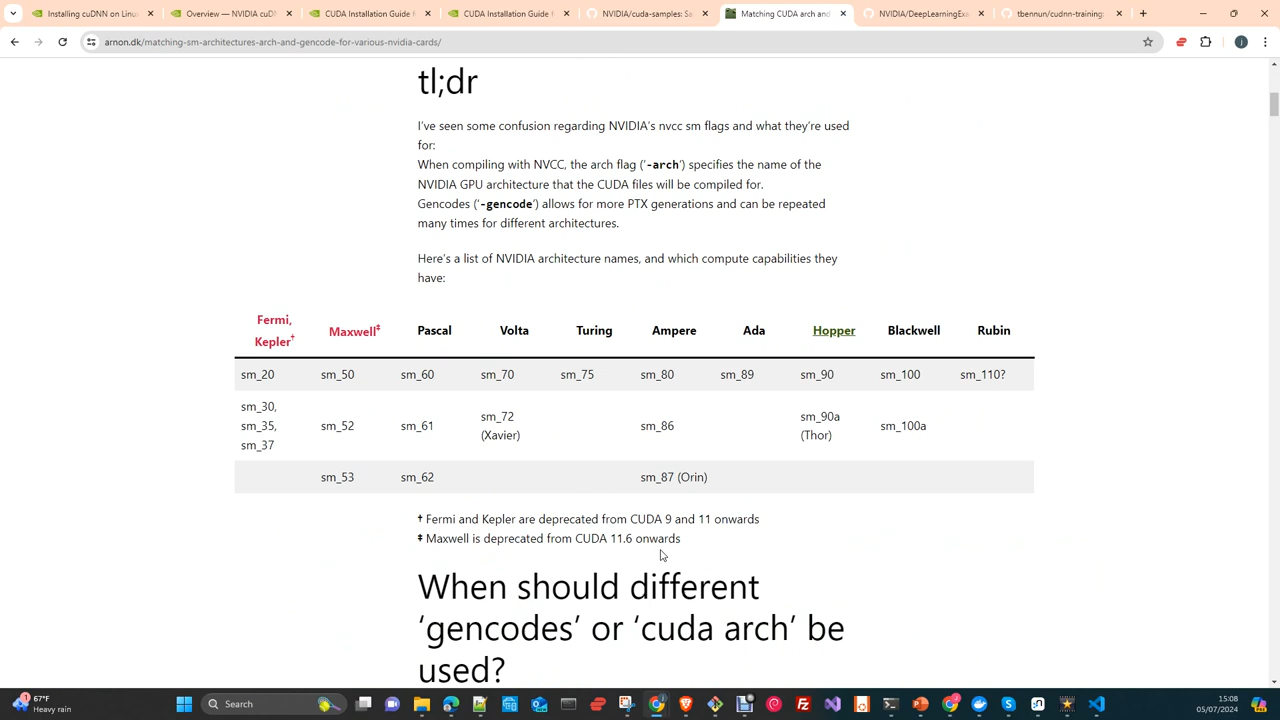 Installing cuDNN on Linu
Overview — NVIDIA cuDN
CUDA Installation Guide f
CUDA Installation Guide f
NVIDIA/cuda-samples: Sa
Matching CUDA arch and
NVIDIA/DeepLearningExa
tbennun/cudnn-training:
arnon.dk/matching-sm-architectures-arch-and-gencode-for-various-nvidia-cards/
tl;dr
I've seen some confusion regarding NVIDIA's nvcc sm flags and what they're used
for:
When compiling with NVCC, the arch flag ('-arch') specifies the name of the
NVIDIA GPU architecture that the CUDA files will be compiled for.
Gencodes ('-gencode') allows for more PTX generations and can be repeated
many times for different architectures.
Here's a list of NVIDIA architecture names, and which compute capabilities they
have:
Fermi, Kepler† Maxwell‡ Pascal Volta Turing Ampere Ada Hopper Blackwell Rubin
sm_20 sm_50 sm_60 sm_70 sm_75 sm_80 sm_89 sm_90 sm_100 sm_110?
sm_30, sm_35, sm_37 sm_52 sm_61 sm_72 (Xavier) sm_86 sm_90a (Thor) sm_100a
sm_53 sm_62 sm_87 (Orin)
† Fermi and Kepler are deprecated from CUDA 9 and 11 onwards
‡ Maxwell is deprecated from CUDA 11.6 onwards
When should different
'gencodes' or 'cuda arch' be
used?
1
67°F
Heavy rain
Search
15:08
05/07/2024